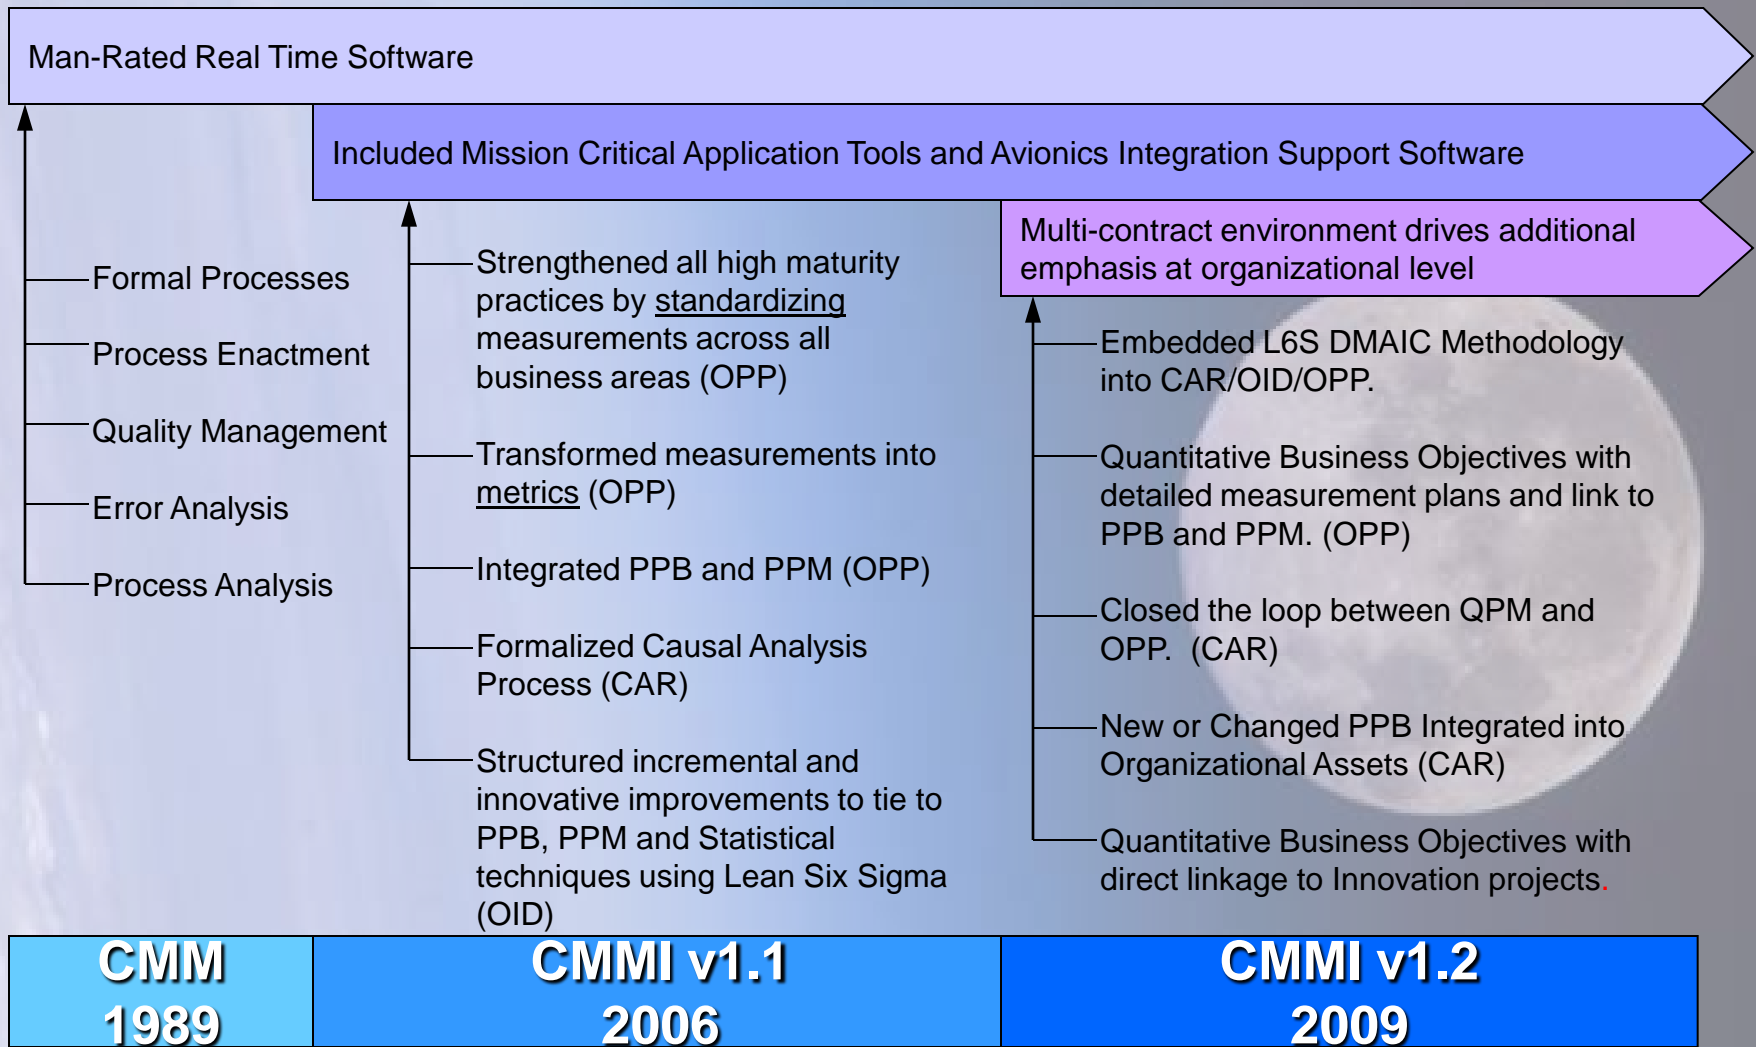 Man-Rated Real Time Software
Included Mission Critical Application Tools and Avionics Integration Support Software
Multi-contract environment drives additional
emphasis at organizational level
Formal Processes
Process Enactment
Quality Management
Error Analysis
Process Analysis
Strengthened all high maturity
practices by standardizing
measurements across all
business areas (OPP)
Transformed measurements into
metrics (OPP)
Integrated PPB and PPM (OPP)
Formalized Causal Analysis
Process (CAR)
Structured incremental and
innovative improvements to tie to
PPB, PPM and Statistical
techniques using Lean Six Sigma
(OID)
Embedded L6S DMAIC Methodology
into CAR/OID/OPP.
Quantitative Business Objectives with
detailed measurement plans and link to
PPB and PPM. (OPP)
Closed the loop between QPM and
OPP.  (CAR)
New or Changed PPB Integrated into
Organizational Assets (CAR)
Quantitative Business Objectives with
direct linkage to Innovation projects.
CMM
1989
CMMI v1.1
2006
CMMI v1.2
2009